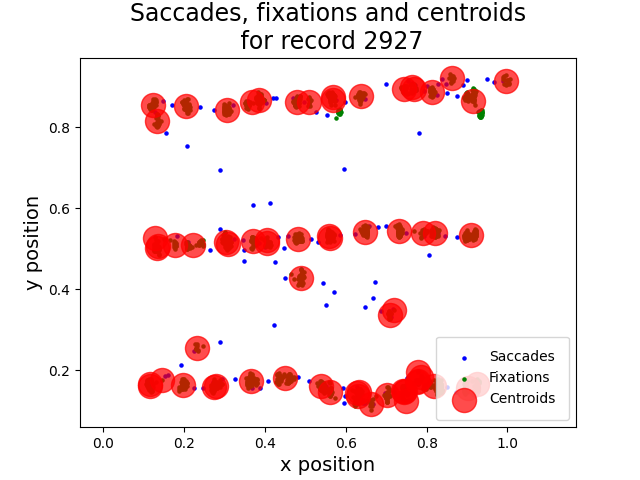 Saccades, fixations and centroids
for record 2927
y position
0.8
0.6
0.4
0.2
0.0
0.2
0.4
0.6
0.8
1.0
x position
Saccades
Fixations
Centroids